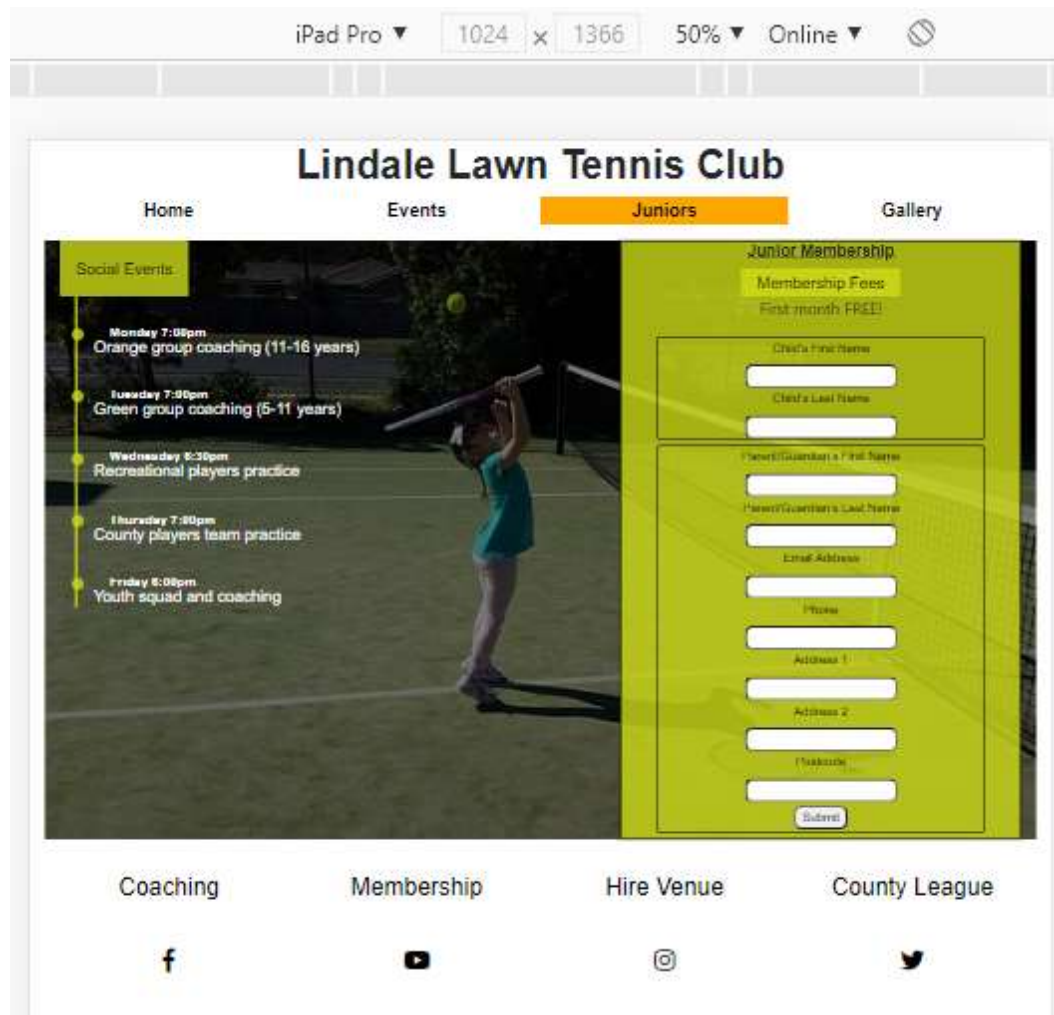 iPad Pro ▼ 1024 × 1366 50% ▼ Online ▼
Lindale Lawn Tennis Club
Home Events Juniors Gallery
Social Events
Monday 7:00pm
Orange group coaching (11-16 years)
Tuesday 7:00pm
Green group coaching (5-11 years)
Wednesday 6:30pm
Recreational players practice
Thursday 7:00pm
County players team practice
Friday 6:00pm
Youth squad and coaching
Junior Membership
Membership Fees
First month FREE!
Child's First Name
Child's Last Name
Parent/Guardian's First Name
Parent/Guardian's Last Name
Email Address
Phone
Address 1
Address 2
Postcode
Submit
Coaching Membership Hire Venue County League